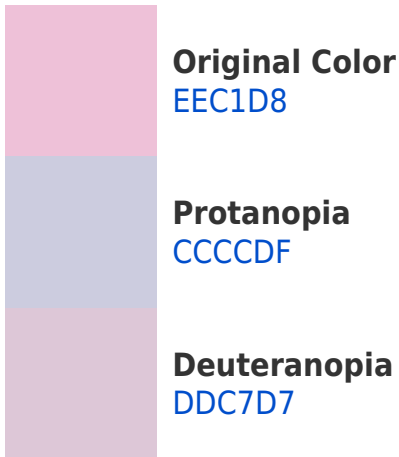 Original Color
EEC1D8
Protanopia
CCCCDF
Deuteranopia
DDC7D7